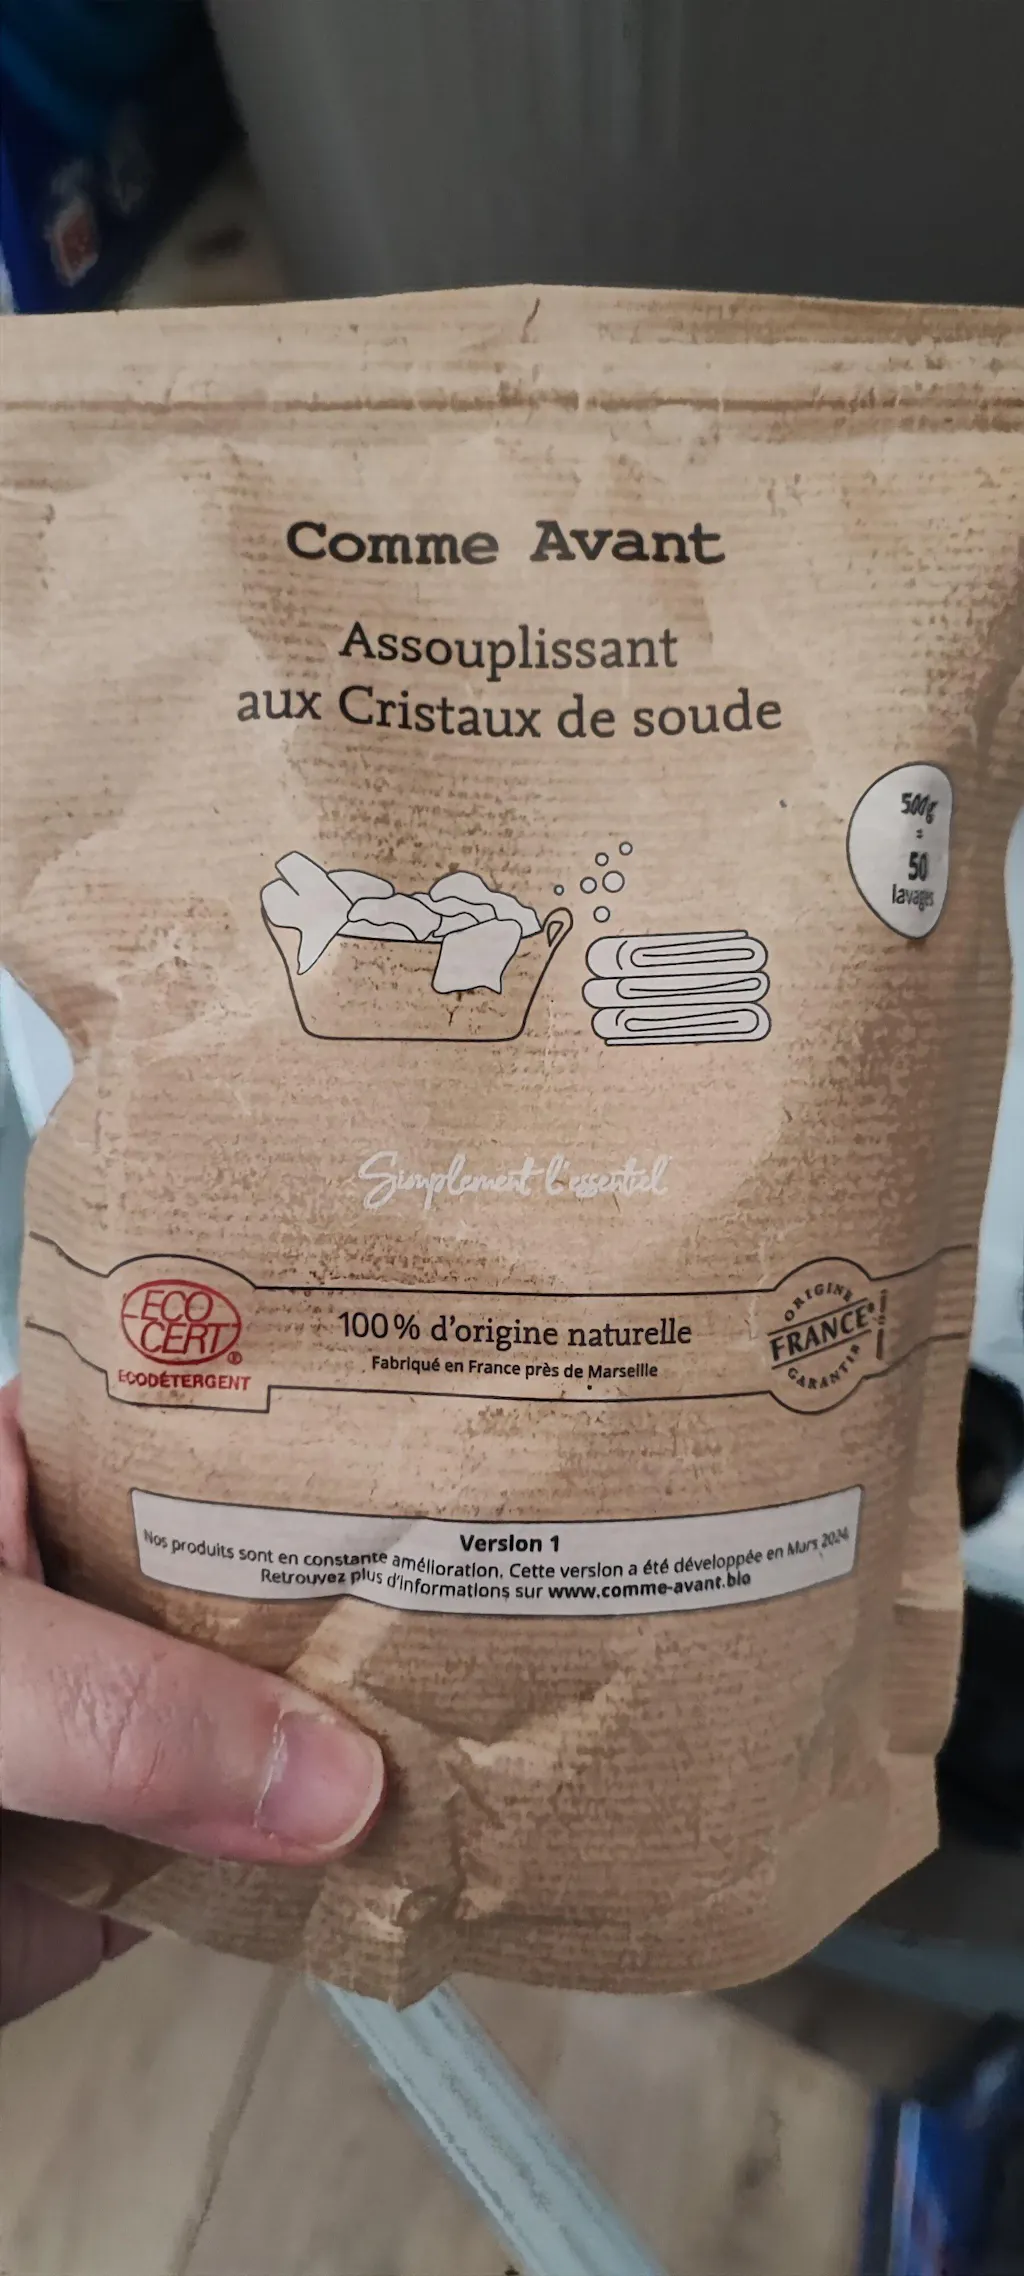 Comme Avant
Assouplissant
aux Cristaux de soude
500g
=
50
lavages
Simplement l'essentiel
ECO
CERT®
ECODÉTERGENT
100% d'origine naturelle
Fabriqué en France près de Marseille
ORIGINE
FRANCE®
GARANTIE
Version 1
Nos produits sont en constante amélioration. Cette version a été développée en Mars 2024
Retrouvez plus d'informations sur www.comme-avant.bio